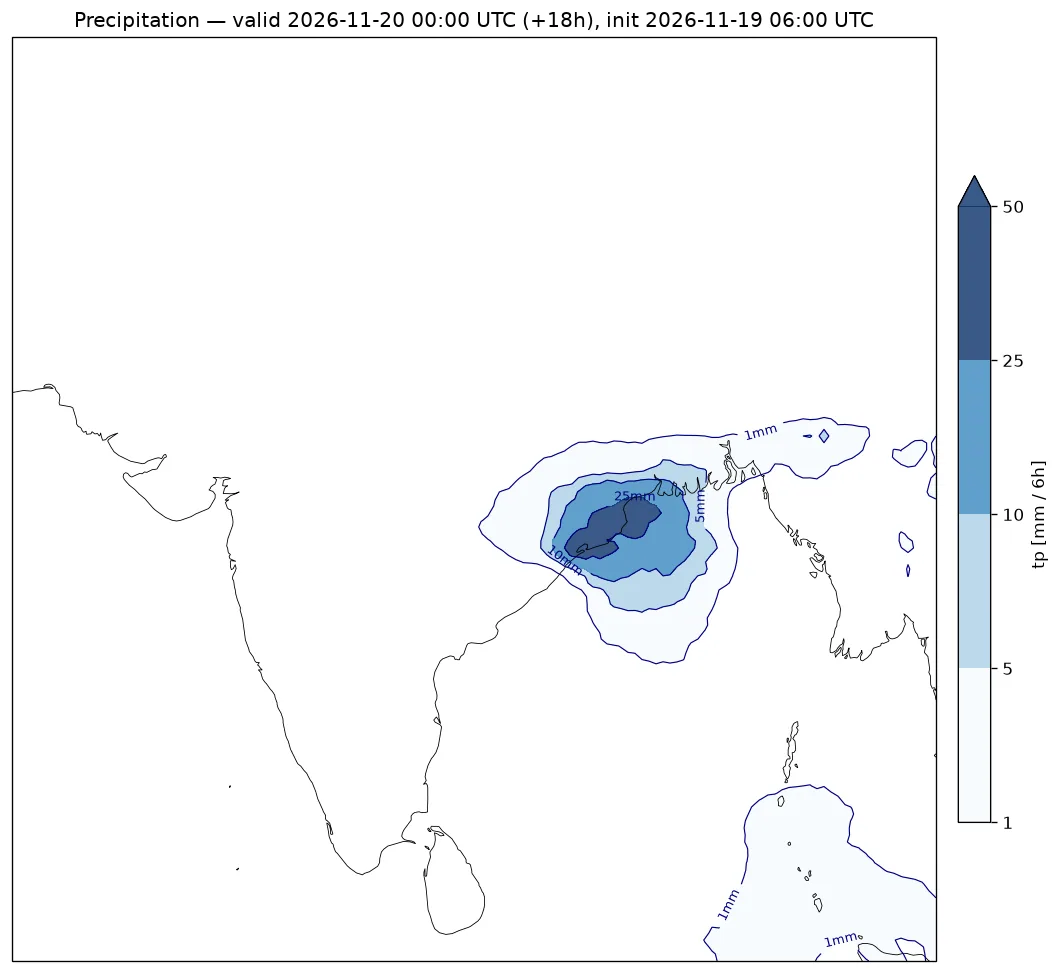 Precipitation — valid 2026-11-20 00:00 UTC (+18h), init 2026-11-19 06:00 UTC
50
25
10
5
1
tp [mm / 6h]
1mm
25mm
5mm
10mm
1mm
1mm